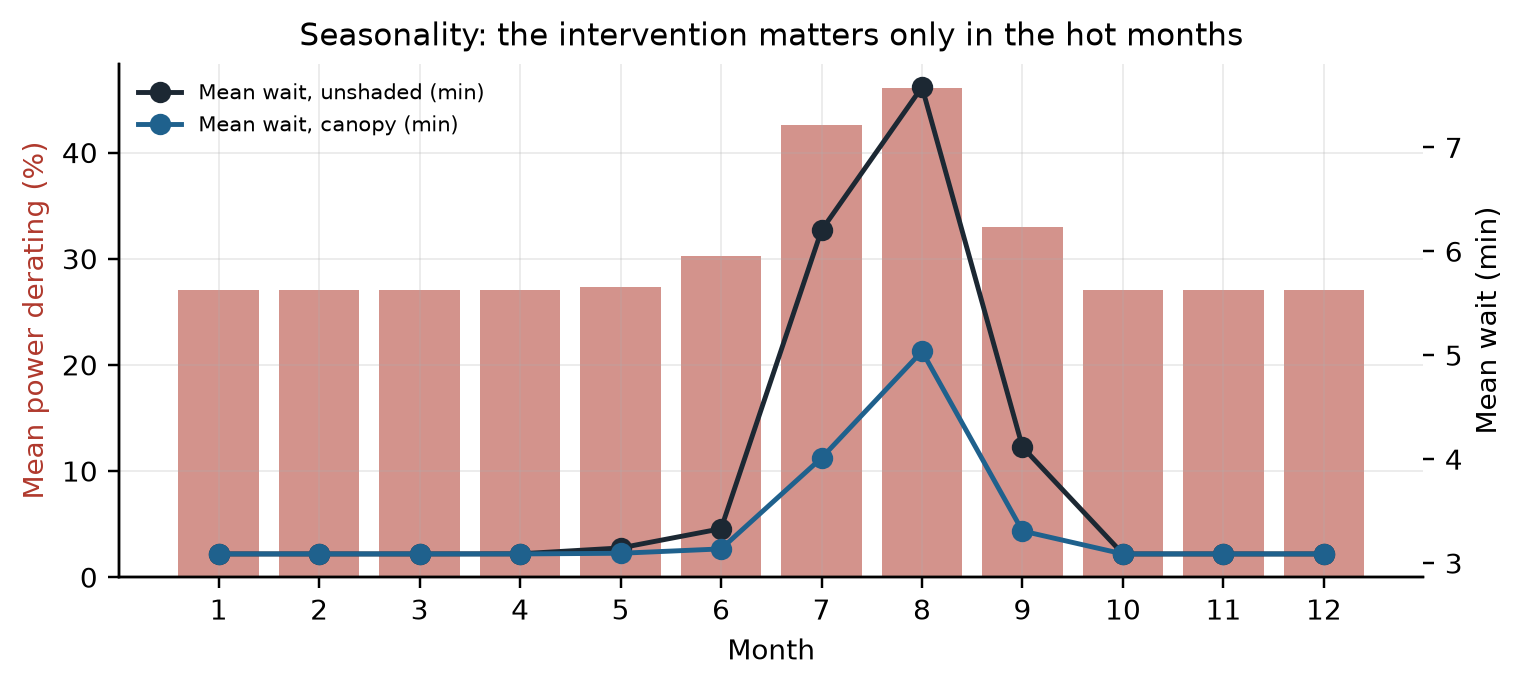 Seasonality: the intervention matters only in the hot months
Mean wait, unshaded (min)
Mean wait, canopy (min)
Mean power derating (%)
40
30
20
10
0
7
6
5
4
3
Mean wait (min)
1 2 3 4 5 6 7 8 9 10 11 12
Month